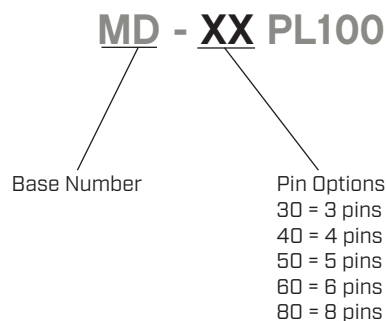 MD - XX PL100
Base Number
Pin Options
30 = 3 pins
40 = 4 pins
50 = 5 pins
60 = 6 pins
80 = 8 pins